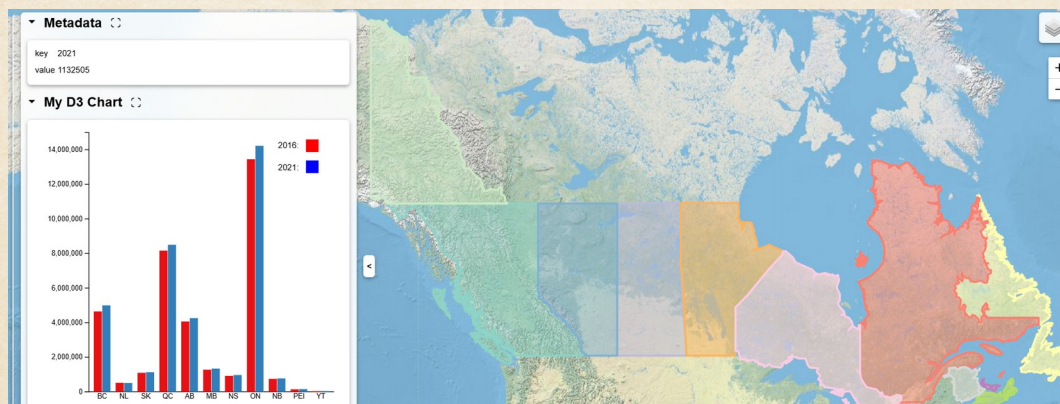 Metadata
key 2021
value 1132505
My D3 Chart
14,000,000
12,000,000
10,000,000
8,000,000
6,000,000
4,000,000
2,000,000
0
2016:
2021:
BC NL SK QC AB MB NS ON NB PEI YT
<
+
−